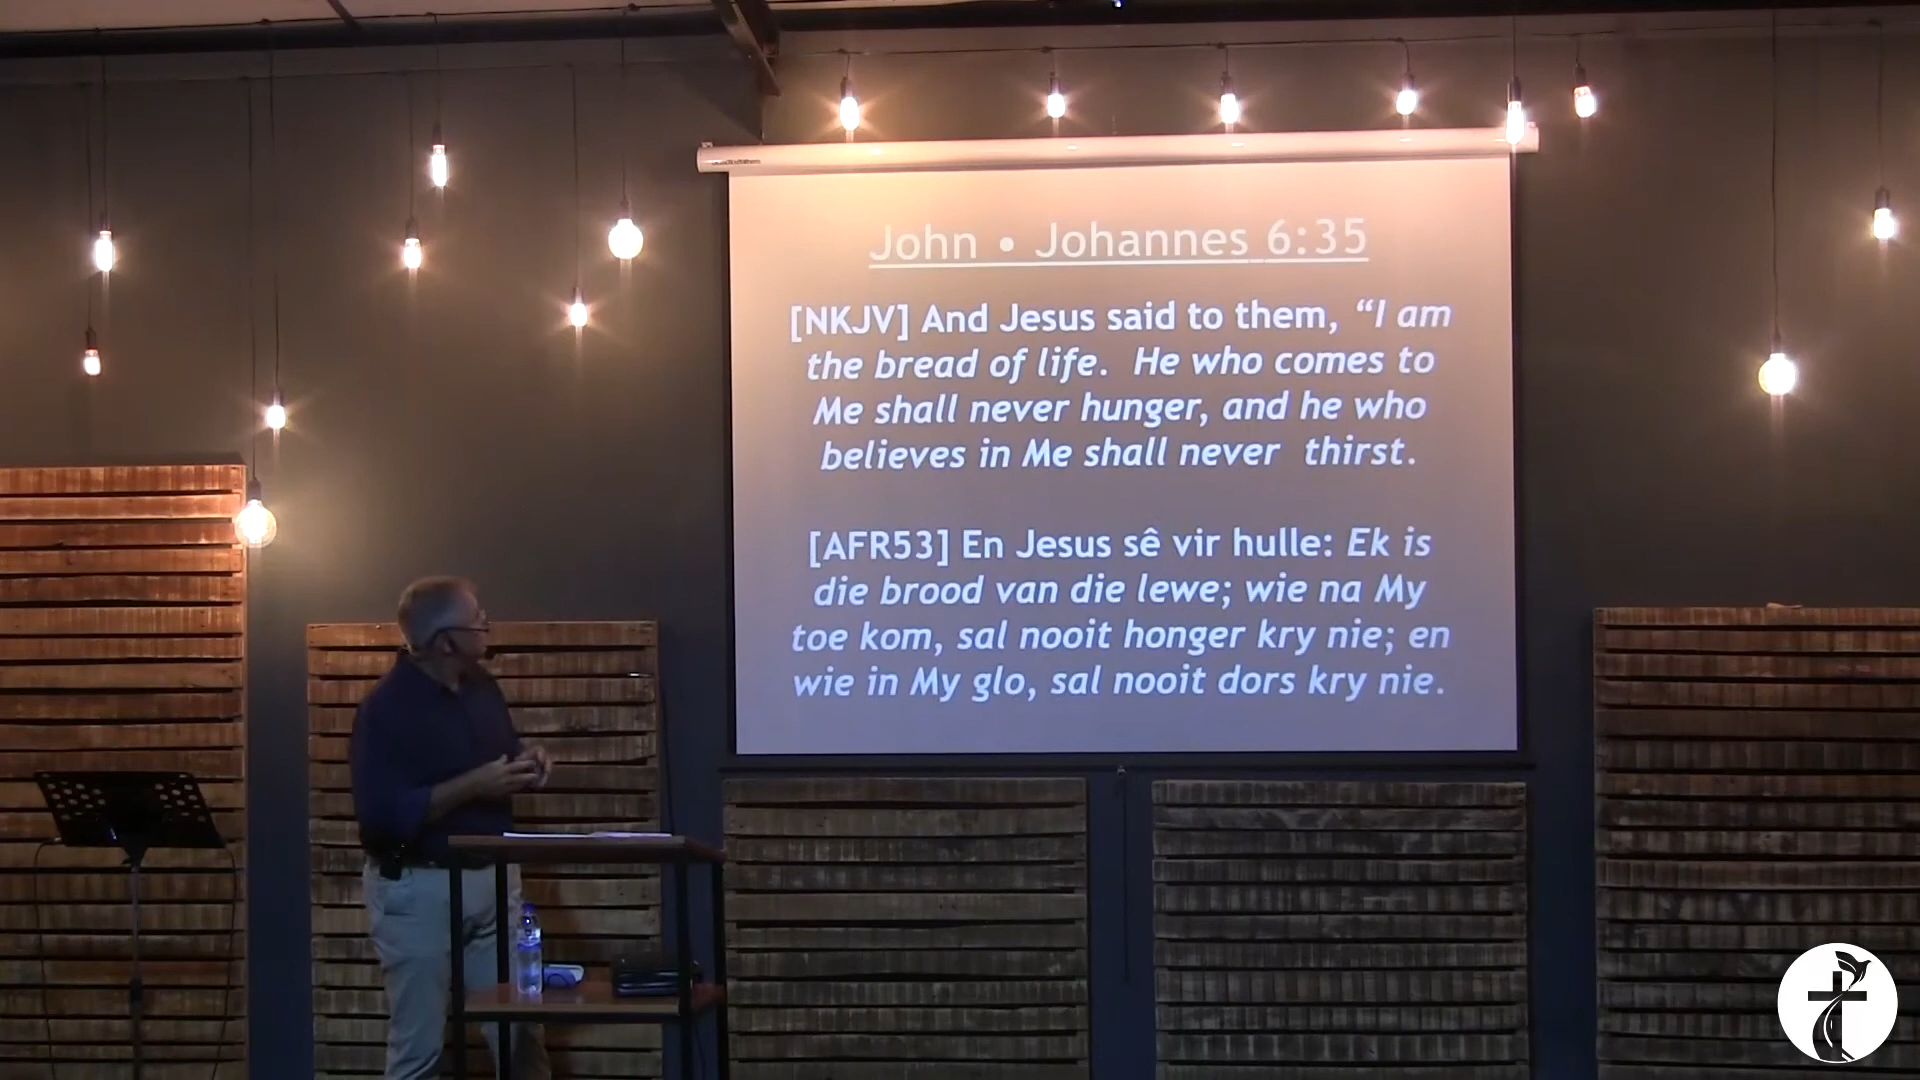 John • Johannes 6:35
[NKJV] And Jesus said to them, “I am
the bread of life.  He who comes to
Me shall never hunger, and he who
believes in Me shall never  thirst.
[AFR53] En Jesus sê vir hulle: Ek is
die brood van die lewe; wie na My
toe kom, sal nooit honger kry nie; en
wie in My glo, sal nooit dors kry nie.